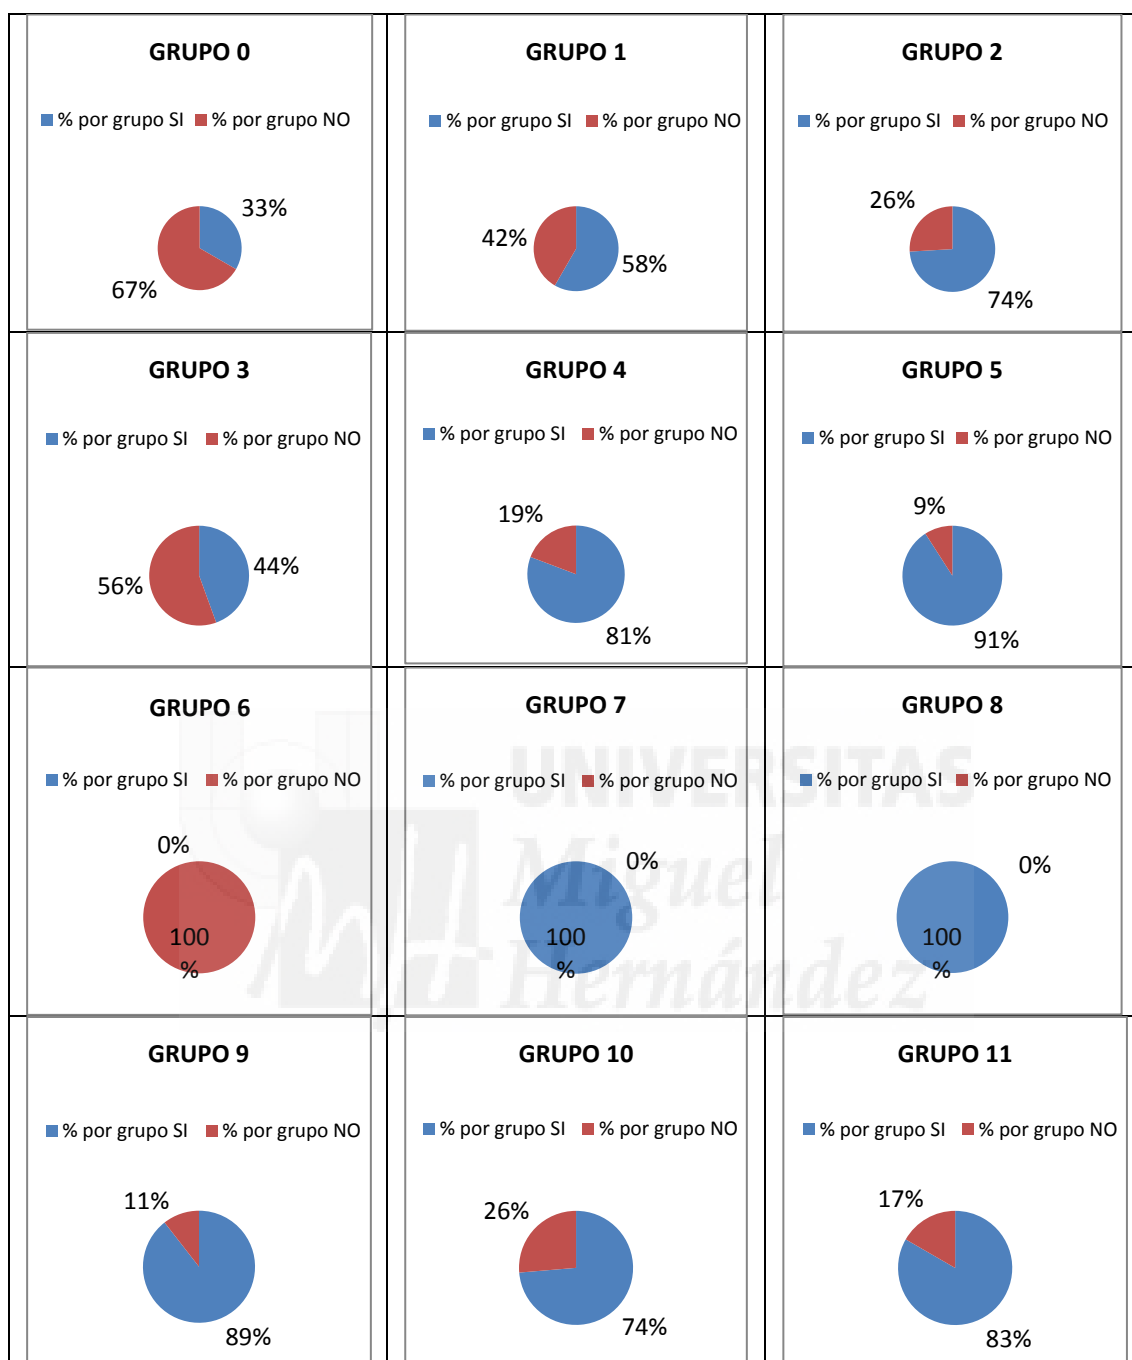 GRUPO 0
% por grupo SI % por grupo NO
33%
67%
GRUPO 1
% por grupo SI % por grupo NO
42%
58%
GRUPO 2
% por grupo SI % por grupo NO
26%
74%
GRUPO 3
% por grupo SI % por grupo NO
44%
56%
GRUPO 4
% por grupo SI % por grupo NO
19%
81%
GRUPO 5
% por grupo SI % por grupo NO
9%
91%
GRUPO 6
% por grupo SI % por grupo NO
0%
100
%
GRUPO 7
% por grupo SI % por grupo NO
0%
100
%
GRUPO 8
% por grupo SI % por grupo NO
0%
100
%
UNIVERSITAS
Miguel
Hernández
GRUPO 9
% por grupo SI % por grupo NO
11%
89%
GRUPO 10
% por grupo SI % por grupo NO
26%
74%
GRUPO 11
% por grupo SI % por grupo NO
17%
83%